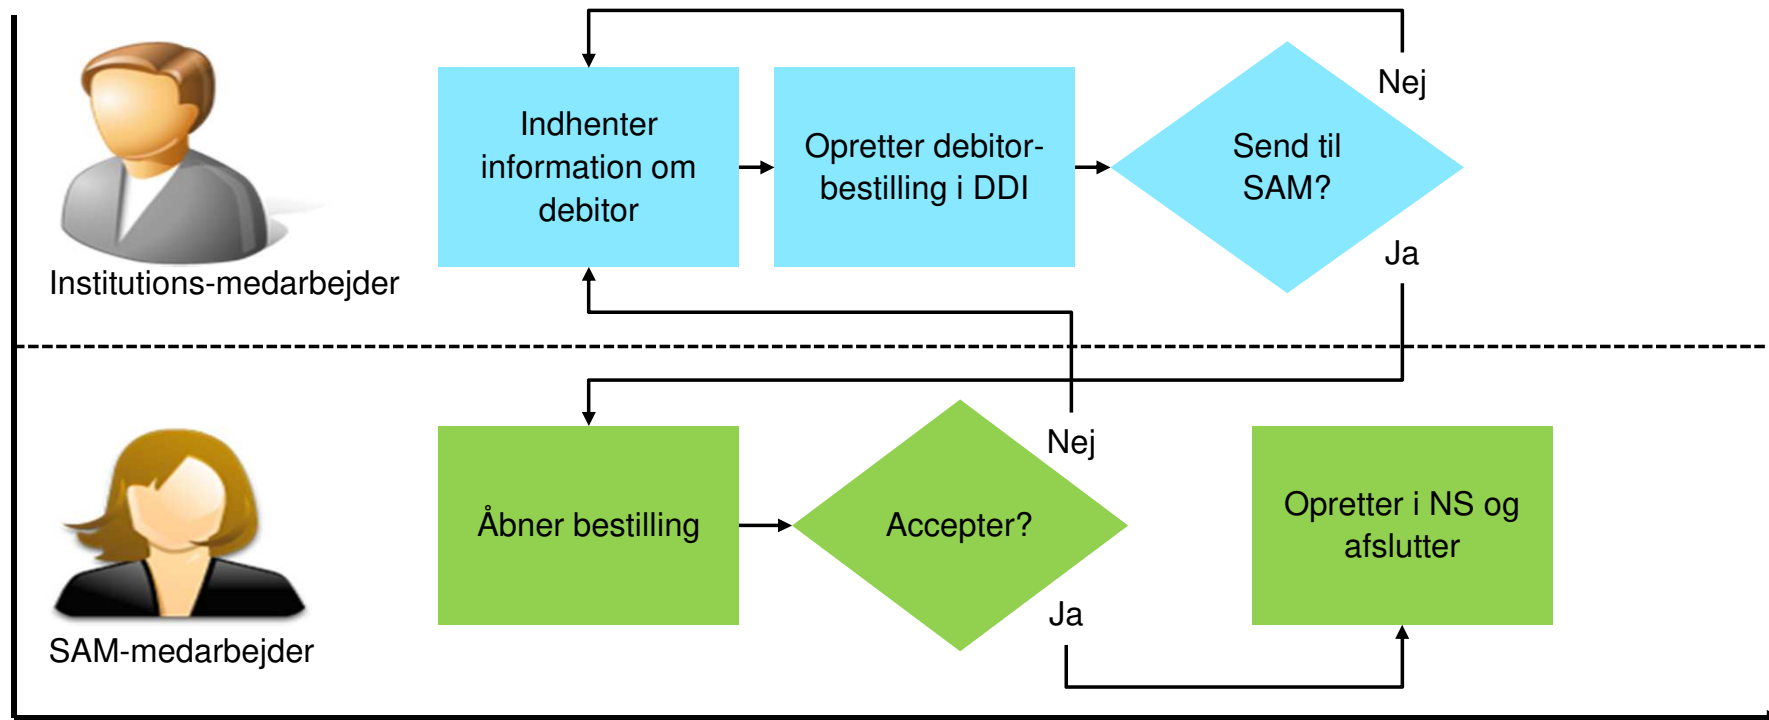 Indhenter
information om
debitor
Opretter debitor-
bestilling i DDI
Send til
SAM?
Nej
Ja
Institutions-medarbejder
Åbner bestilling
Accepter?
Nej
Ja
Opretter i NS og
afslutter
SAM-medarbejder